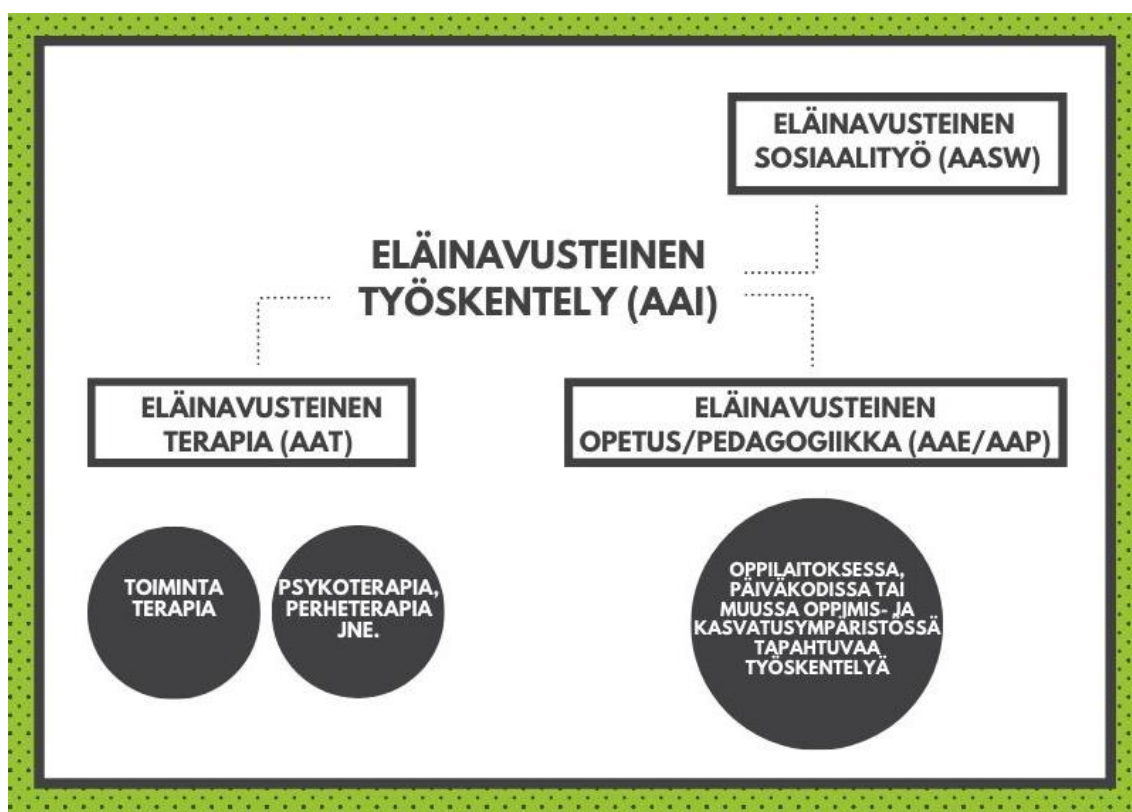 ELÄINAVUSTEINEN
SOSIAALITYÖ (AASW)
ELÄINAVUSTEINEN
TYÖSKENTELY (AAI)
ELÄINAVUSTEINEN
TERAPIA (AAT)
ELÄINAVUSTEINEN
OPETUS/PEDAGOGIIKKA (AAE/AAP)
TOIMINTA
TERAPIA
PSYKOTERAPIA,
PERHETERAPIA
JNE.
OPPILAITOKSESSA,
PÄIVÄKODISSA TAI
MUUSSA OPPIMIS- JA
KASVATUSYMPÄRISTÖSSÄ
TAPAHTUVAA
TYÖSKENTELYÄ